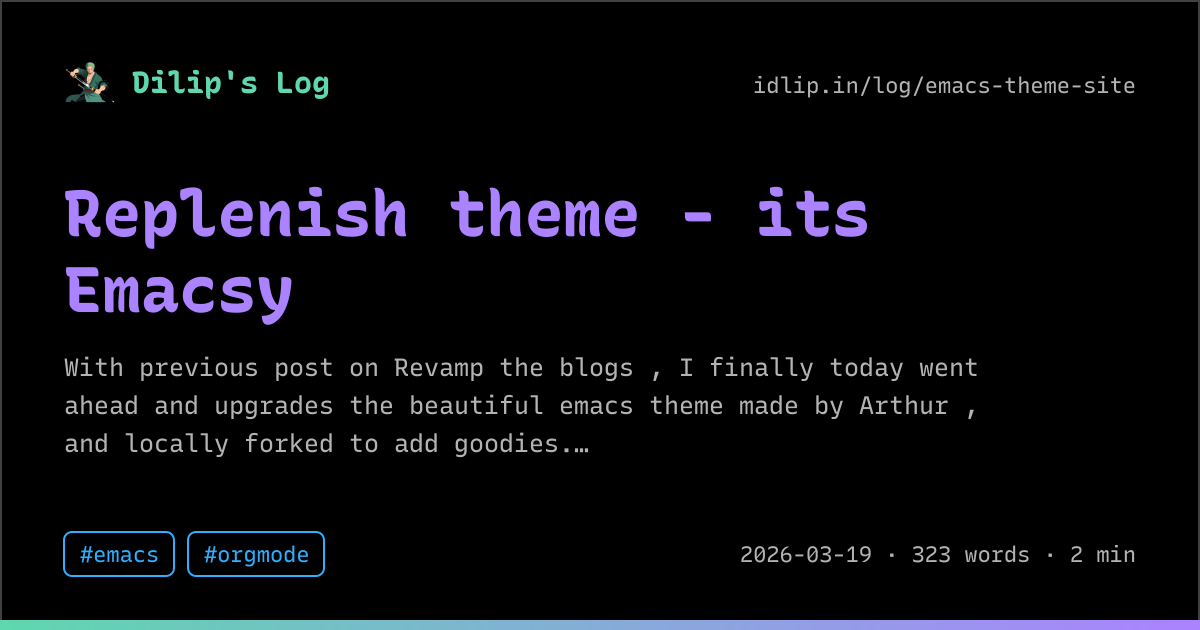 Dilip's Log
idlip.in/log/emacs-theme-site
Replenish theme - its
Emacsy
With previous post on Revamp the blogs , I finally today went
ahead and upgrades the beautiful emacs theme made by Arthur ,
and locally forked to add goodies.…
#emacs #orgmode
2026-03-19 · 323 words · 2 min